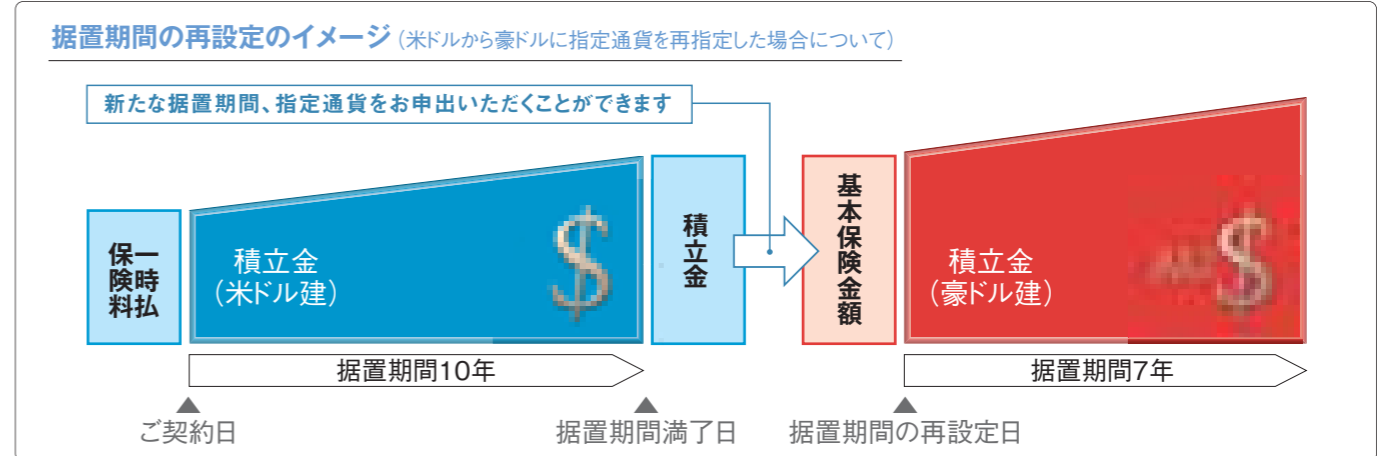 据置期間の再設定のイメージ(米ドルから豪ドルに指定通貨を再指定した場合について)
新たな据置期間、指定通貨をお申出いただくことができます
一時払
保険料
積立金
(米ドル建)
$
積立金
基本保険金額
積立金
(豪ドル建)
$
据置期間10年
据置期間7年
ご契約日
据置期間満了日
据置期間の再設定日